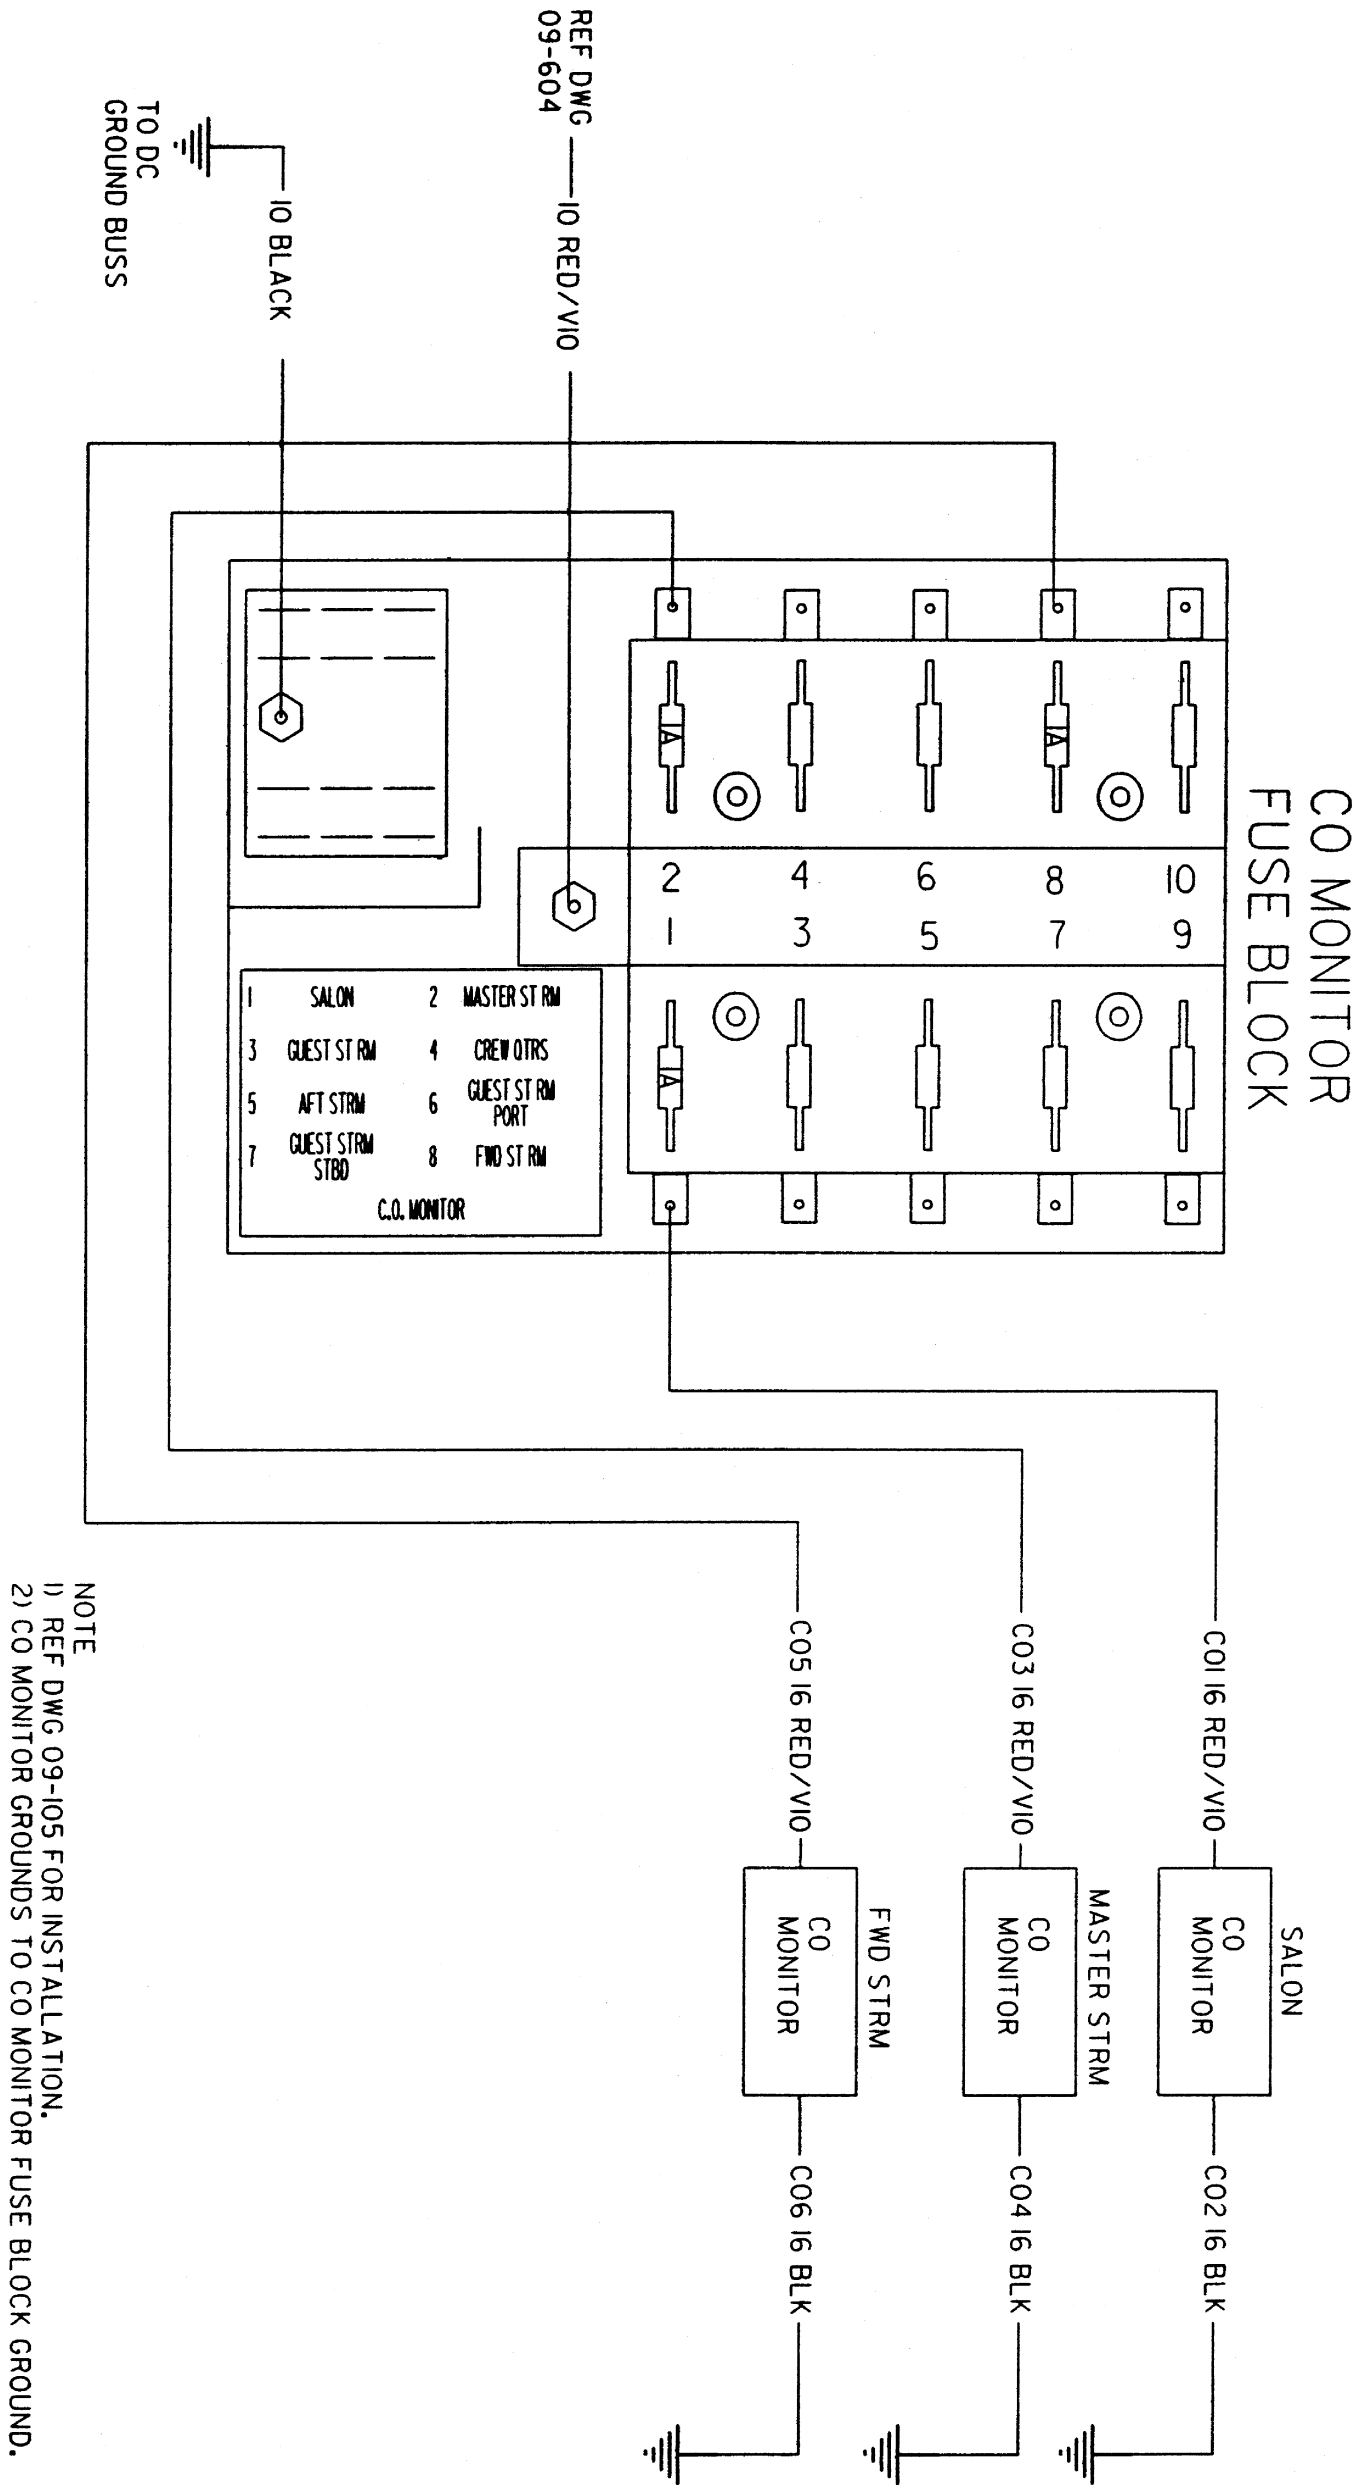 CO MONITOR
FUSE BLOCK
REF DWG
09-604
10 RED/VIO
TO DC
GROUND BUSS
10 BLACK
1A
1A
2 4 6 8 10
1 3 5 7 9
1A
1 SALON 2 MASTER ST RM
3 GUEST ST RM 4 CREW QTRS
5 AFT STRM 6 GUEST ST RM
PORT
7 GUEST STRM
STBD 8 FWD ST RM
C.O. MONITOR
SALON
CO1 16 RED/VIO
CO
MONITOR
CO2 16 BLK
MASTER STRM
CO3 16 RED/VIO
CO
MONITOR
CO4 16 BLK
FWD STRM
CO5 16 RED/VIO
CO
MONITOR
CO6 16 BLK
NOTE
1) REF DWG 09-105 FOR INSTALLATION.
2) CO MONITOR GROUNDS TO CO MONITOR FUSE BLOCK GROUND.